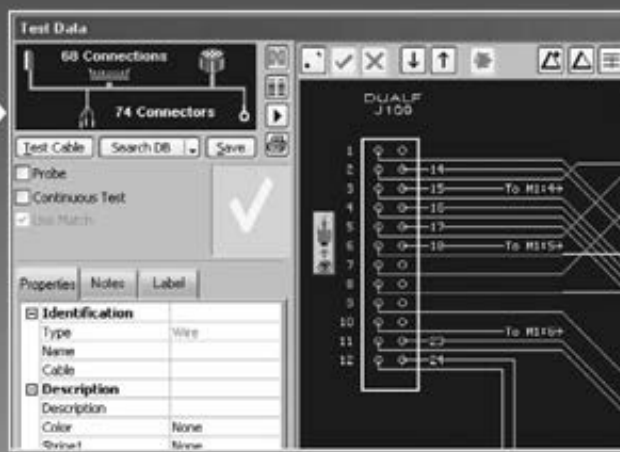 Test Data
68 Connections
74 Connectors
Test Cable
Search DB
Save
Probe
Continuous Test
Use Match
Properties
Notes
Label
Identification
Type Wire
Name
Cable
Description
Description
Color None
Stripe1 None
DUALF
J109
1
2 14
3 15 To M1:4
4 16
5 17
6 18 To M1:5
7
8
9
10 To M1:6
11 23
12 24